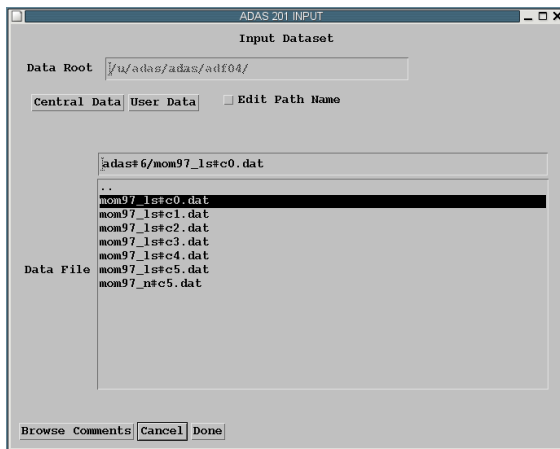 ADAS 201 INPUT
Input Dataset
Data Root /u/adas/adas/adf04/
Central Data User Data Edit Path Name
adas#6/mom97_ls#c0.dat
..
mom97_ls#c0.dat
mom97_ls#c1.dat
mom97_ls#c2.dat
mom97_ls#c3.dat
mom97_ls#c4.dat
Data File mom97_ls#c5.dat
mom97_n#c5.dat
Browse Comments Cancel Done